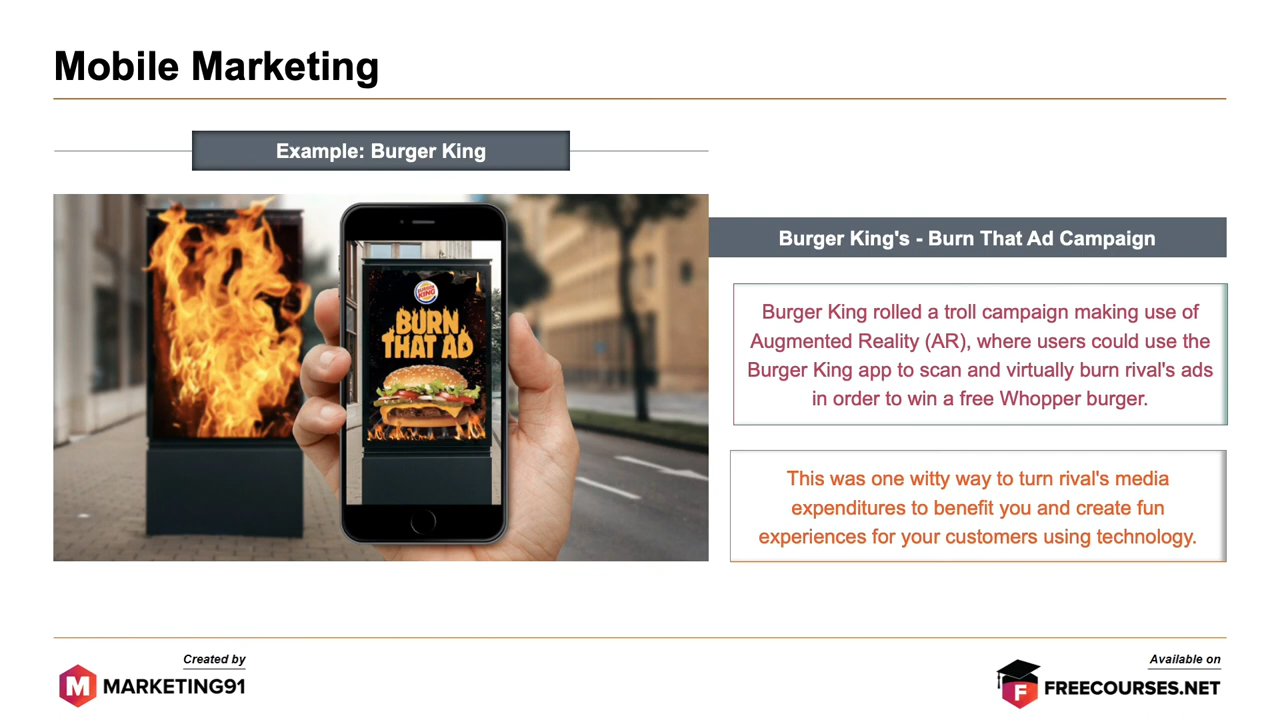 Mobile Marketing
Example: Burger King
BURGER
KING
BURN
THAT AD
Burger King's - Burn That Ad Campaign
Burger King rolled a troll campaign making use of
Augmented Reality (AR), where users could use the
Burger King app to scan and virtually burn rival's ads
in order to win a free Whopper burger.
This was one witty way to turn rival's media
expenditures to benefit you and create fun
experiences for your customers using technology.
Created by
M MARKETING91
Available on
F FREECOURSES.NET